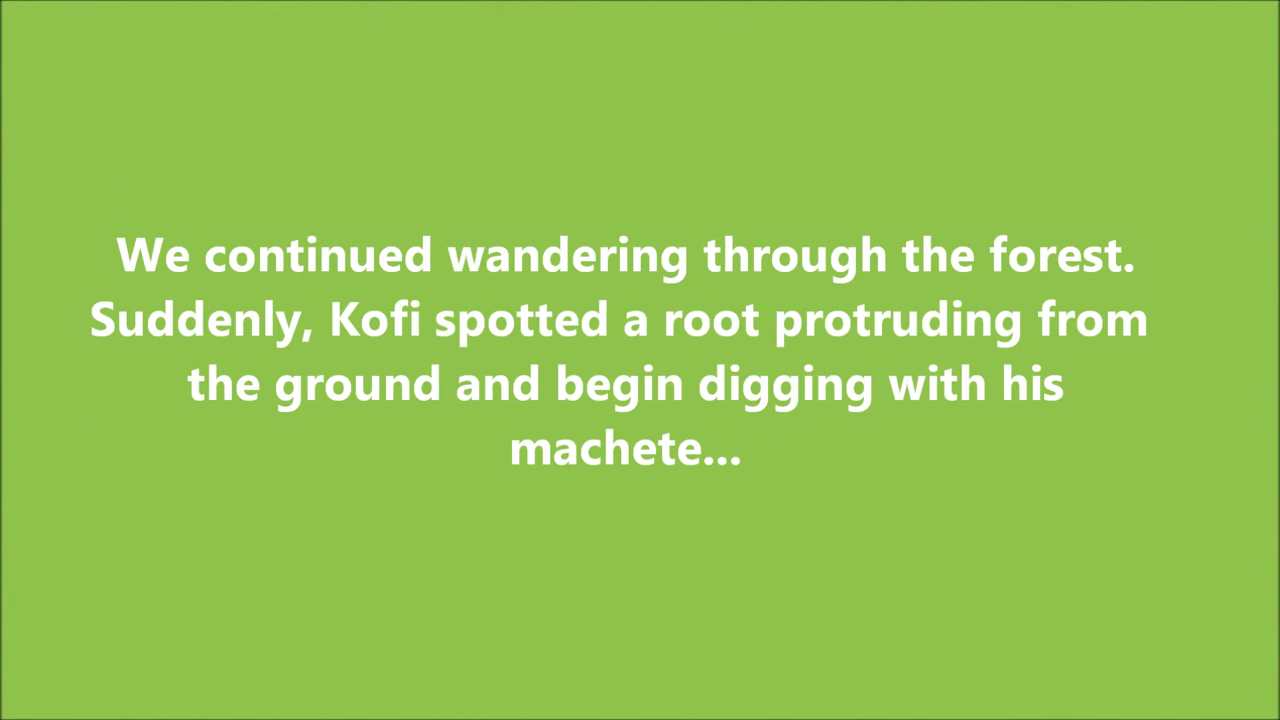 We continued wandering through the forest.
Suddenly, Kofi spotted a root protruding from
the ground and begin digging with his
machete...